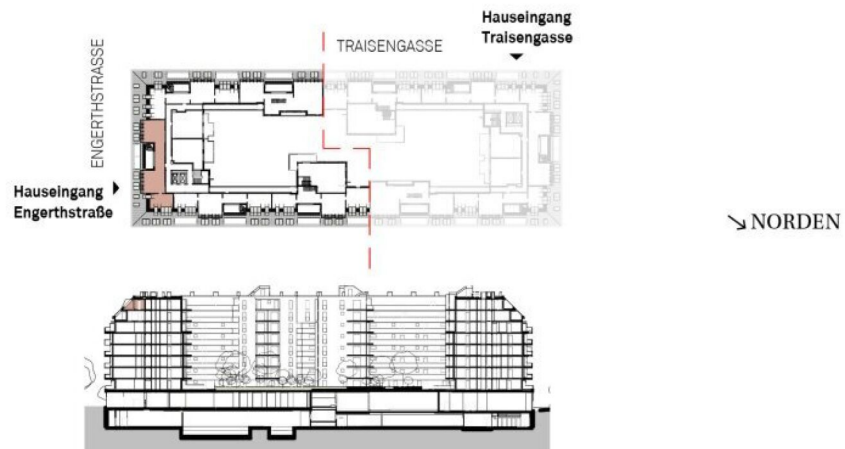 Hauseingang
Traisengasse
TRAISENGASSE
ENGERTHSTRASSE
Hauseingang
Engerthstraße
NORDEN